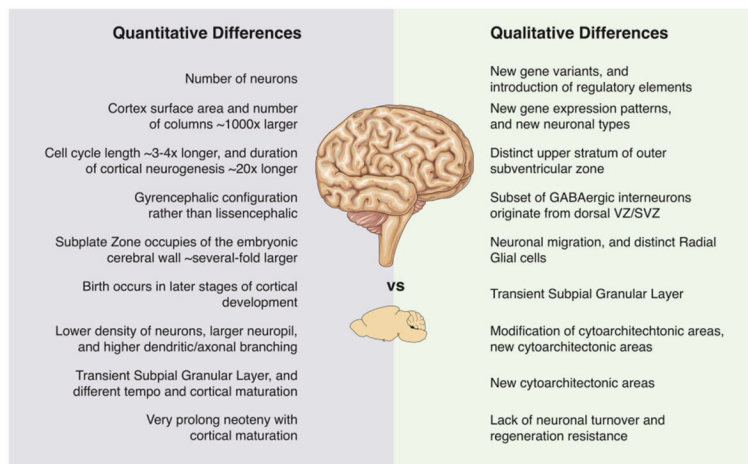 Quantitative Differences
Number of neurons
Cortex surface area and number
of columns ~1000x larger
Cell cycle length ~3-4x longer, and duration
of cortical neurogenesis ~20x longer
Gyrencephalic configuration
rather than lissencephalic
Subplate Zone occupies of the embryonic
cerebral wall ~several-fold larger
Birth occurs in later stages of cortical
development
Lower density of neurons, larger neuropil,
and higher dendritic/axonal branching
Transient Subpial Granular Layer, and
different tempo and cortical maturation
Very prolong neoteny with
cortical maturation
vs
Qualitative Differences
New gene variants, and
introduction of regulatory elements
New gene expression patterns,
and new neuronal types
Distinct upper stratum of outer
subventricular zone
Subset of GABAergic interneurons
originate from dorsal VZ/SVZ
Neuronal migration, and distinct Radial
Glial cells
Transient Subpial Granular Layer
Modification of cytoarchitechtonic areas,
new cytoarchitectonic areas
New cytoarchitectonic areas
Lack of neuronal turnover and
regeneration resistance